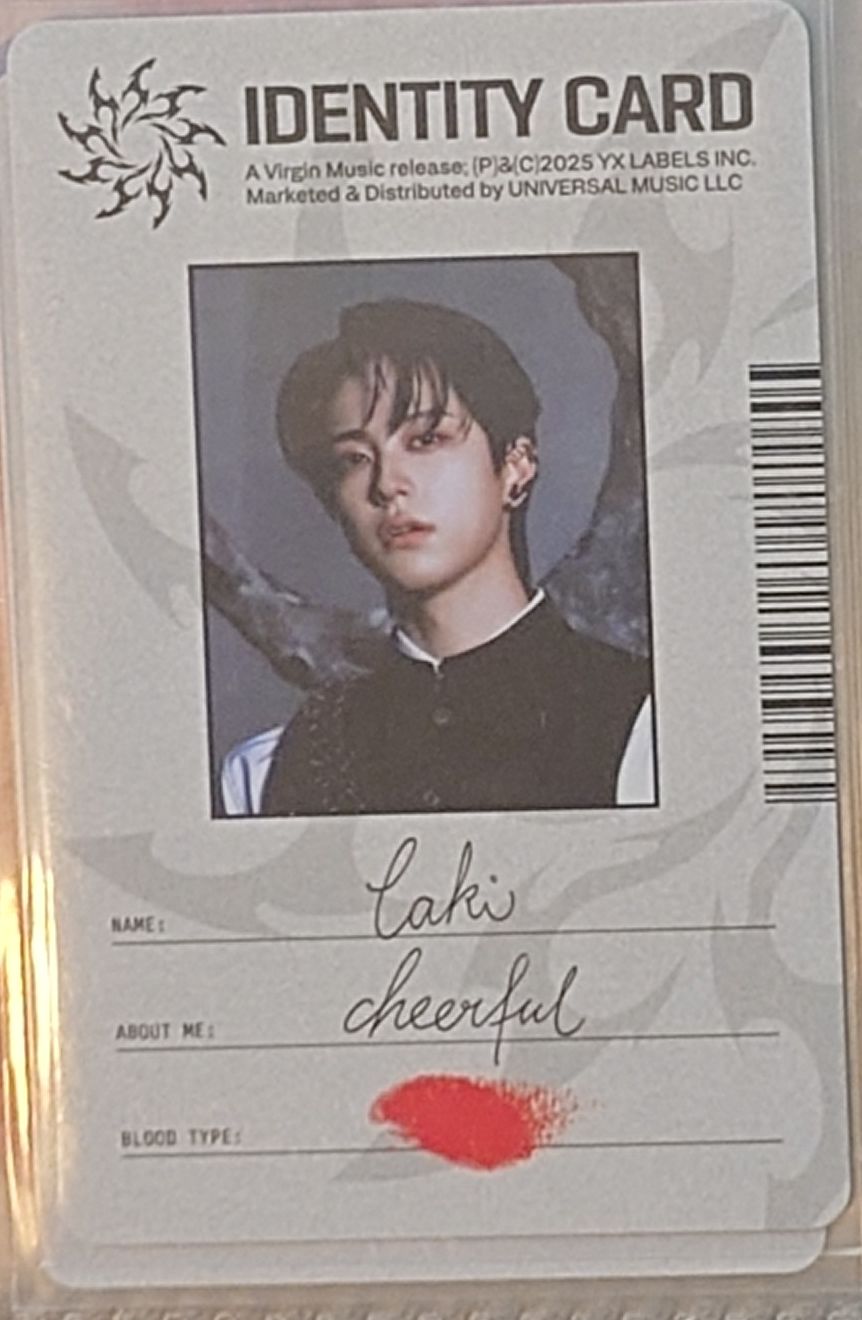 IDENTITY CARD
A Virgin Music release; (P)&(C)2025 YX LABELS INC.
Marketed & Distributed by UNIVERSAL MUSIC LLC
NAME: Caki
ABOUT ME: cheerful
BLOOD TYPE: